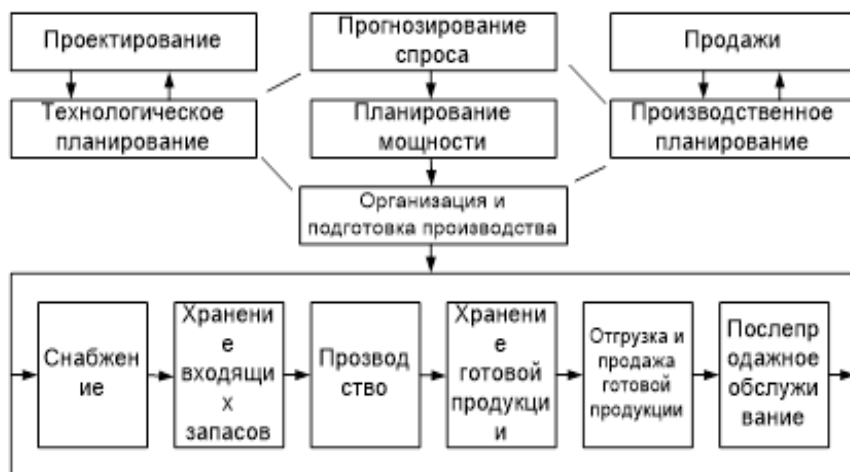 Проектирование
Прогнозирование
спроса
Продажи
Технологическое
планирование
Планирование
мощности
Производственное
планирование
Организация и
подготовка производства
Снабжен
ие
Хранени
е
входящи
х
запасов
Прозвод
ство
Хранени
е
готовой
продукци
и
Отгрузка и
продажа
готовой
продукции
Послепр
одажное
обслужи
вание